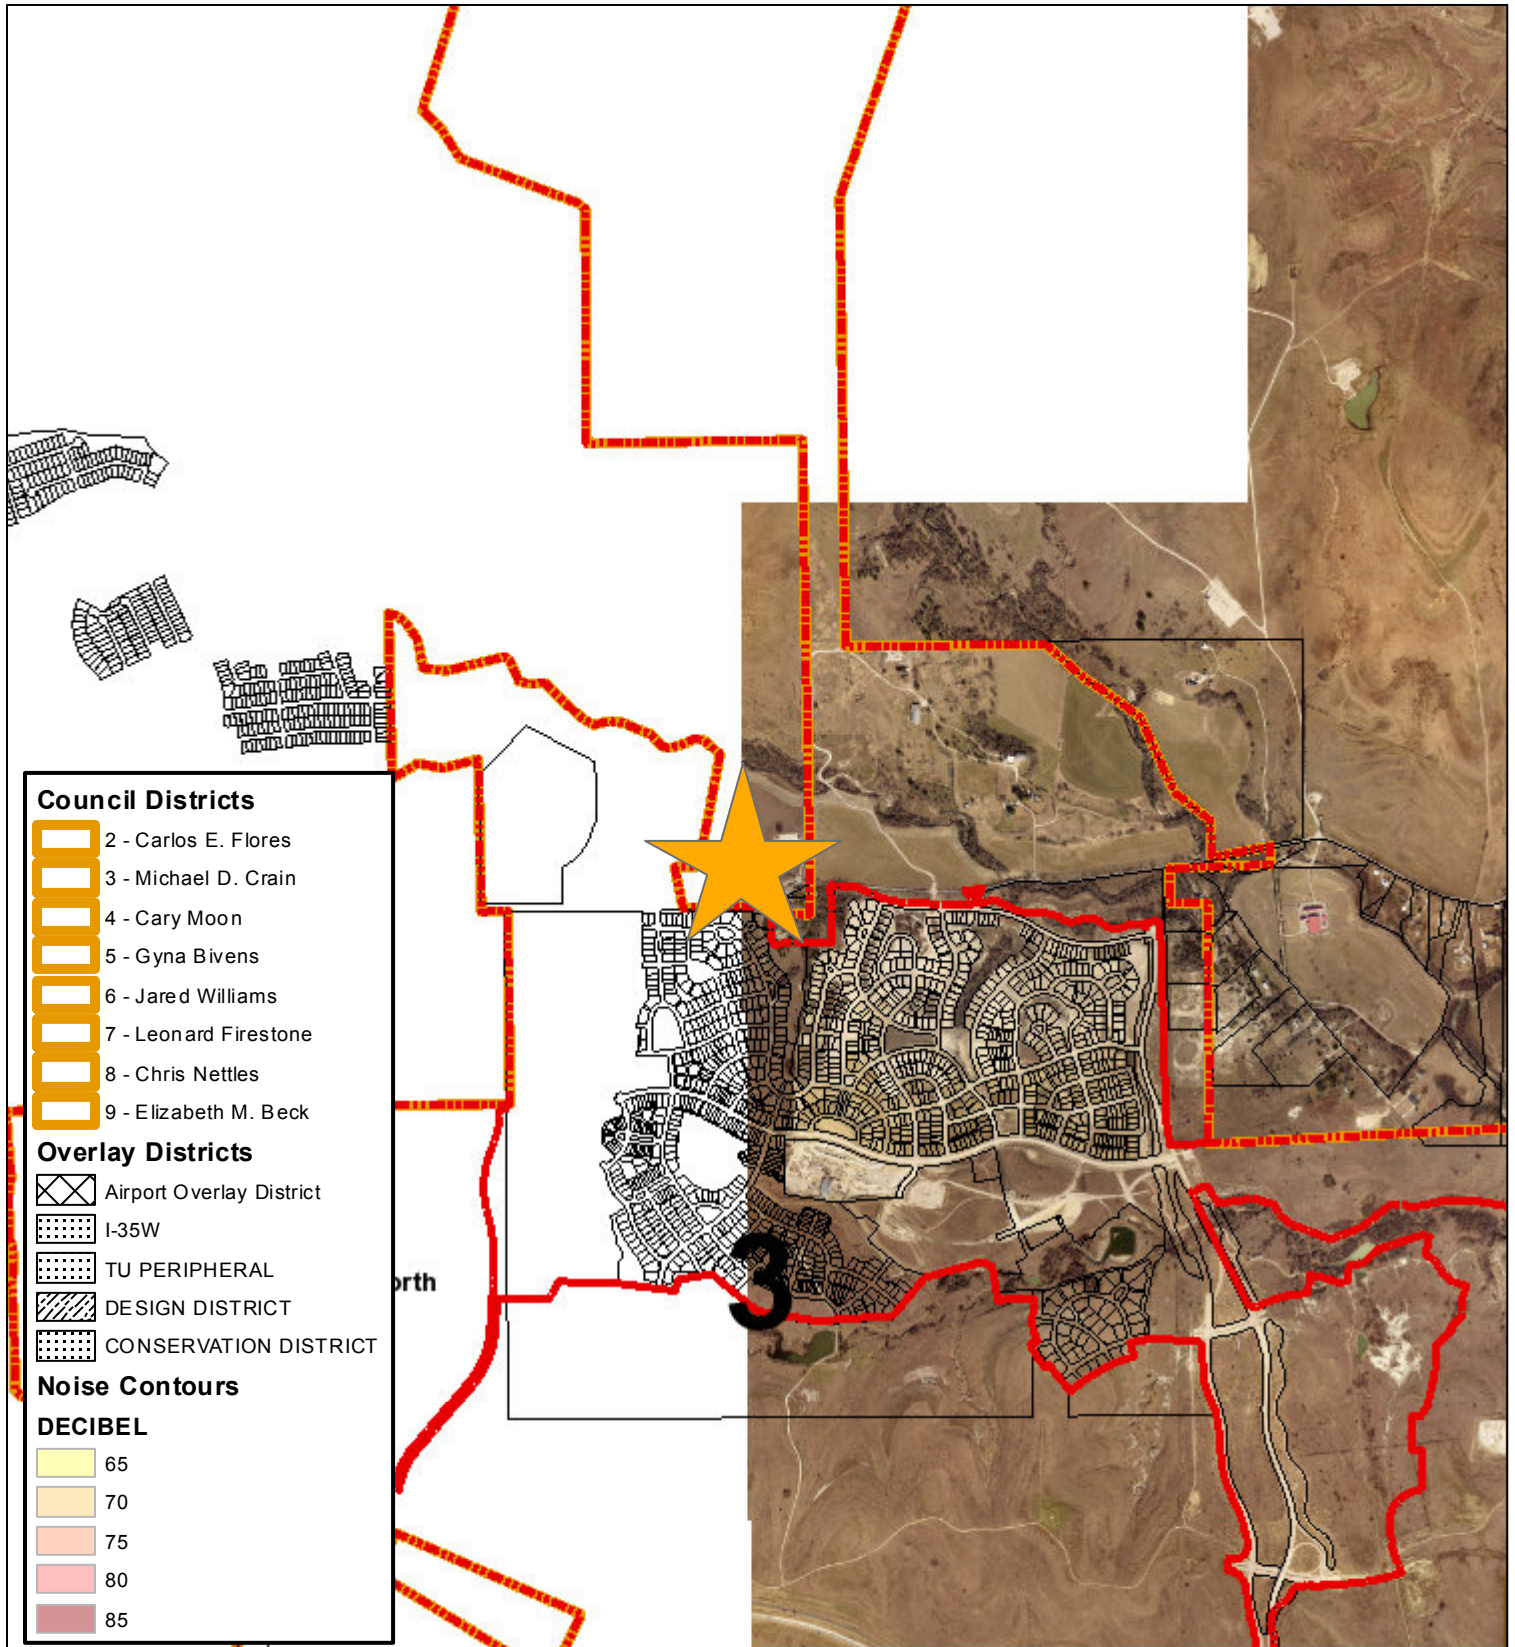 Council Districts
2 - Carlos E. Flores
3 - Michael D. Crain
4 - Cary Moon
5 - Gyna Bivens
6 - Jared Williams
7 - Leonard Firestone
8 - Chris Nettles
9 - Elizabeth M. Beck
Overlay Districts
Airport Overlay District
I-35W
TU PERIPHERAL
DESIGN DISTRICT
CONSERVATION DISTRICT
Noise Contours
DECIBEL
65
70
75
80
85
orth
3